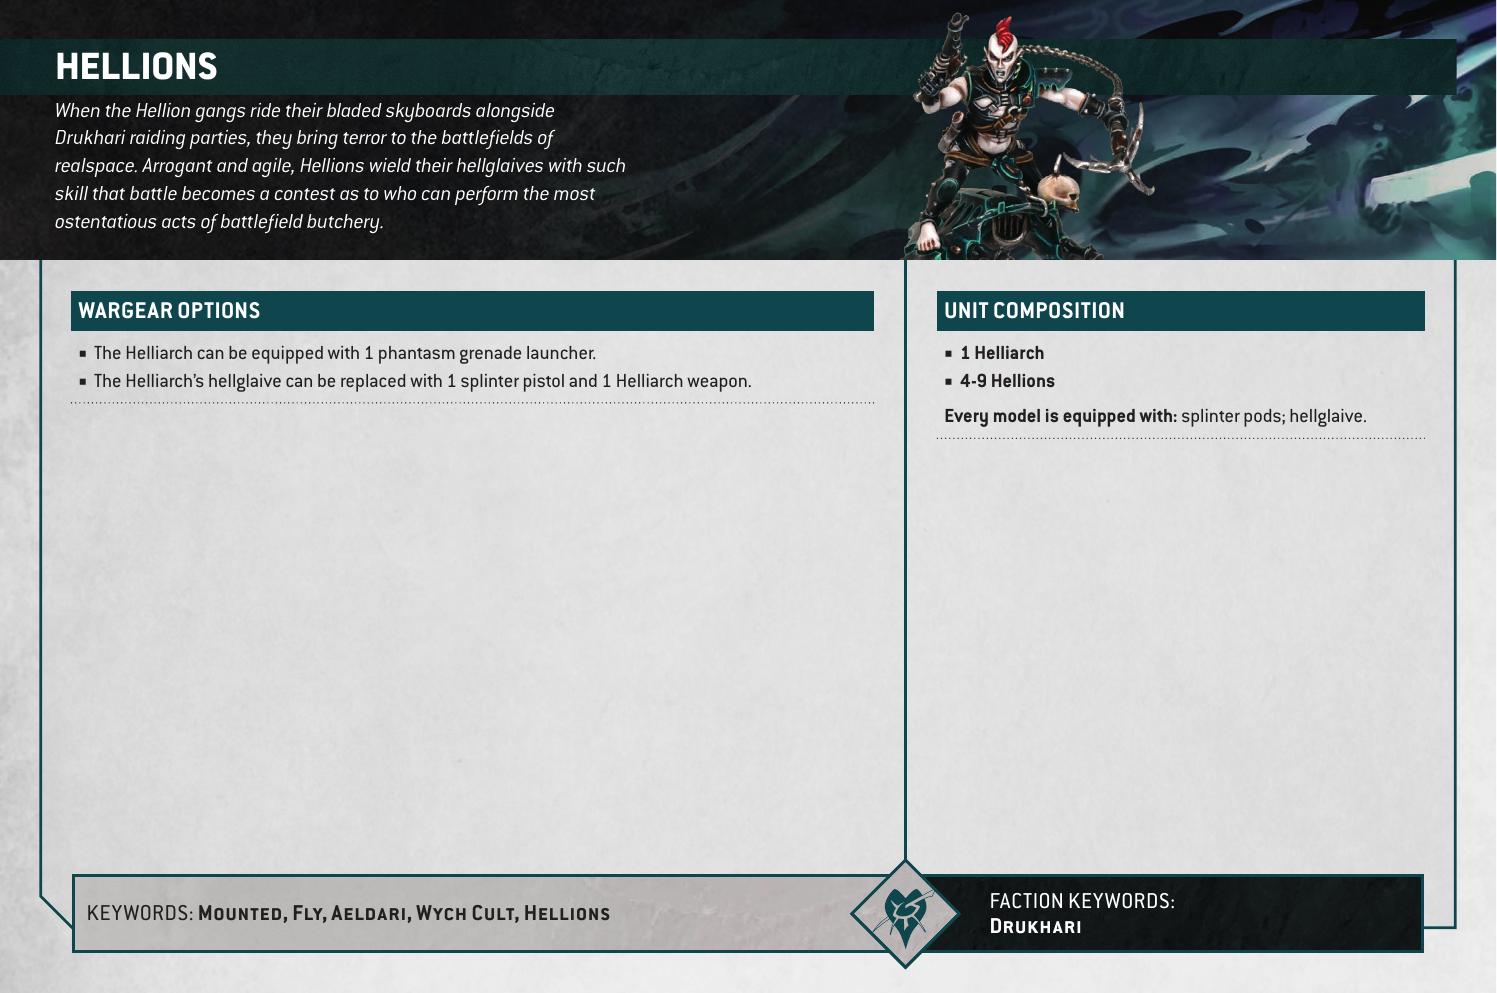 HELLIONS
When the Hellion gangs ride their bladed skyboards alongside
Drukhari raiding parties, they bring terror to the battlefields of
realspace. Arrogant and agile, Hellions wield their hellglaives with such
skill that battle becomes a contest as to who can perform the most
ostentatious acts of battlefield butchery.
WARGEAR OPTIONS
▪ The Helliarch can be equipped with 1 phantasm grenade launcher.
▪ The Helliarch’s hellglaive can be replaced with 1 splinter pistol and 1 Helliarch weapon.
UNIT COMPOSITION
▪ 1 Helliarch
▪ 4-9 Hellions
Every model is equipped with: splinter pods; hellglaive.
KEYWORDS: Mounted, Fly, Aeldari, Wych Cult, Hellions
FACTION KEYWORDS:
Drukhari